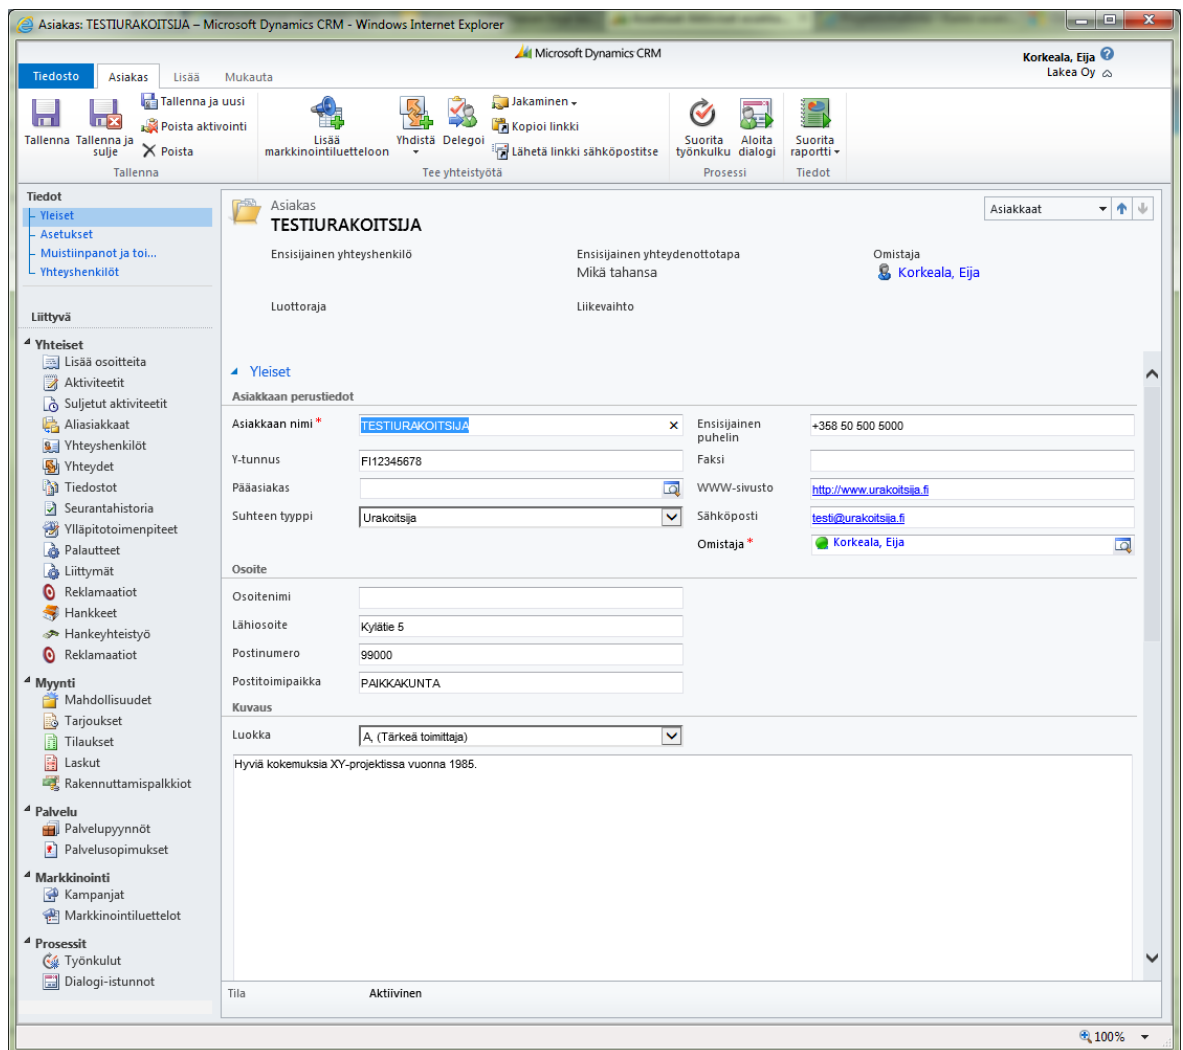 Asiakas: TESTIURAKOITSIJA – Microsoft Dynamics CRM - Windows Internet Explorer
Microsoft Dynamics CRM
Korkeala, Eija
Lakea Oy
Tiedosto Asiakas Lisää Mukauta
Tallenna
Tallenna ja sulje
Tallenna ja uusi
Poista aktivointi
Poista
Lisää markkinointiluetteloon
Yhdistä
Delegoi
Jakaminen
Kopioi linkki
Lähetä linkki sähköpostitse
Suorita työnkulku
Aloita dialogi
Suorita raportti
Tallenna
Tee yhteistyötä
Prosessi
Tiedot
Tiedot
Yleiset
Asetukset
Muistiinpanot ja toi...
Yhteyshenkilöt
Liittyvä
Yhteiset
Lisää osoitteita
Aktiviteetit
Suljetut aktiviteetit
Aliasiakkaat
Yhteyshenkilöt
Yhteydet
Tiedostot
Seurantahistoria
Ylläpitotoimenpiteet
Palautteet
Liittymät
Reklamaatiot
Hankkeet
Hankeyhteistyö
Reklamaatiot
Myynti
Mahdollisuudet
Tarjoukset
Tilaukset
Laskut
Rakennuttamispalkkiot
Palvelu
Palvelupyynnöt
Palvelusopimukset
Markkinointi
Kampanjat
Markkinointiluettelot
Prosessit
Työnkulut
Dialogi-istunnot
Asiakas
TESTIURAKOITSIJA
Asiakkaat
Ensisijainen yhteyshenkilö
Ensisijainen yhteydenottotapa
Mikä tahansa
Omistaja
Korkeala, Eija
Luottoraja
Liikevaihto
Yleiset
Asiakkaan perustiedot
Asiakkaan nimi * TESTIURAKOITSIJA
Ensisijainen puhelin +358 50 500 5000
Y-tunnus FI12345678
Faksi
Pääasiakas
WWW-sivusto http://www.urakoitsija.fi
Suhteen tyyppi Urakoitsija
Sähköposti testi@urakoitsija.fi
Omistaja * Korkeala, Eija
Osoite
Osoitenimi
Lähiosoite Kylätie 5
Postinumero 99000
Postitoimipaikka PAIKKAKUNTA
Kuvaus
Luokka A, (Tärkeä toimittaja)
Hyviä kokemuksia XY-projektissa vuonna 1985.
Tila Aktiivinen
100%